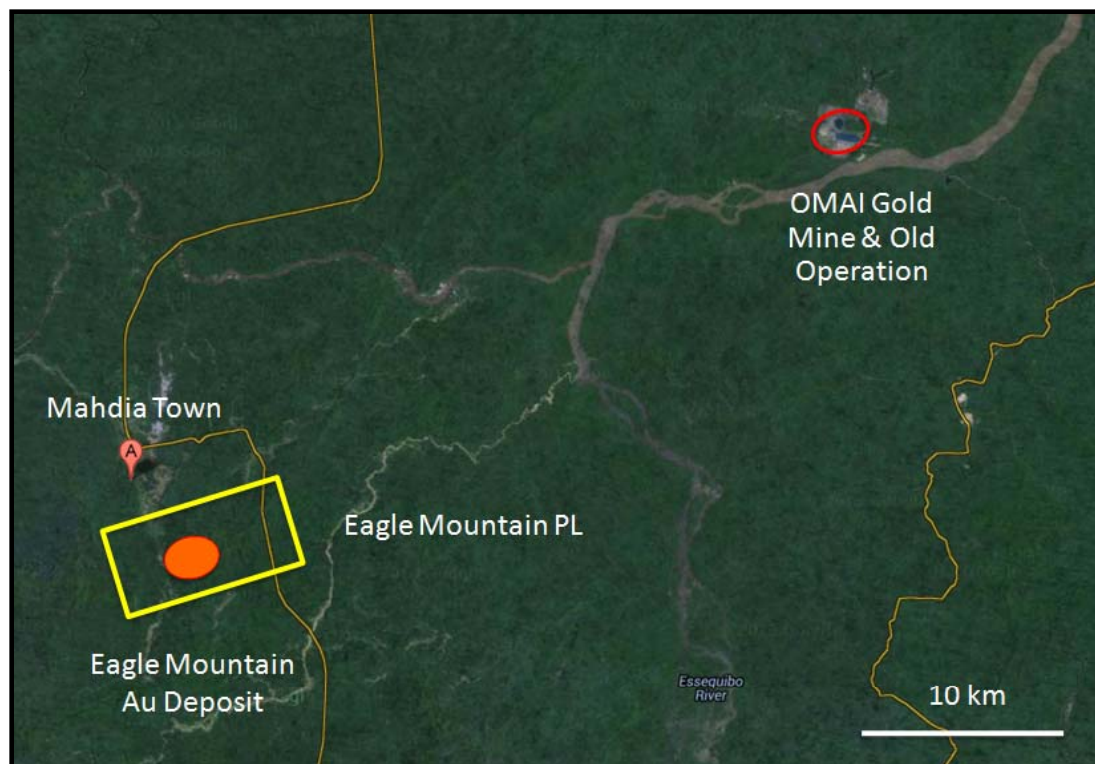 OMAI Gold
Mine & Old
Operation
Mahdia Town
A
Eagle Mountain PL
Eagle Mountain
Au Deposit
Essequibo
River
10 km